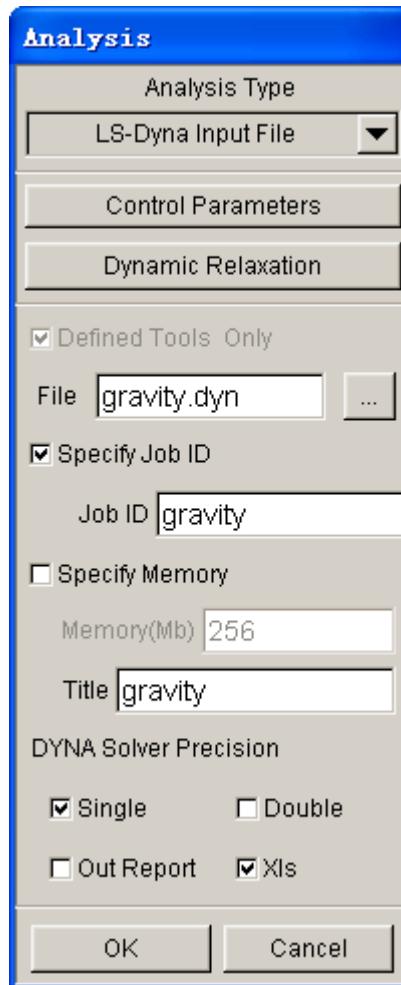 Analysis
Analysis Type
LS-Dyna Input File
Control Parameters
Dynamic Relaxation
Defined Tools Only
File gravity.dyn ...
Specify Job ID
Job ID gravity
Specify Memory
Memory(Mb) 256
Title gravity
DYNA Solver Precision
Single Double
Out Report Xls
OK Cancel